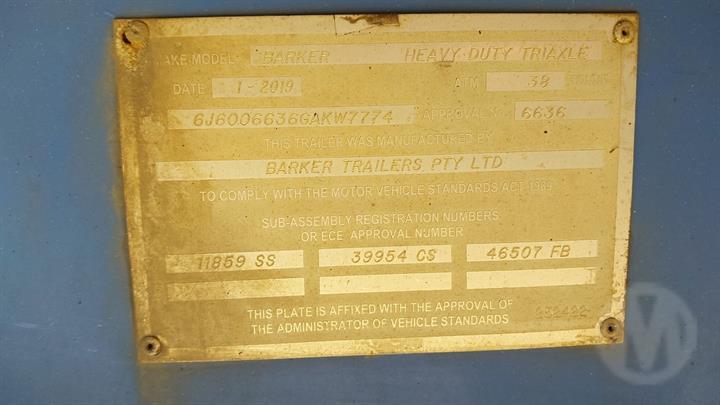 MAKE MODEL BARKER HEAVY DUTY TRIAXLE
DATE 1-2019 ATM 39
6J6006636GAKW7774 APPROVAL No 6636
THIS TRAILER WAS MANUFACTURED BY
BARKER TRAILERS PTY LTD
TO COMPLY WITH THE MOTOR VEHICLE STANDARDS ACT 1989
SUB-ASSEMBLY REGISTRATION NUMBERS
OR ECE APPROVAL NUMBER
11859 SS 39954 CS 46507 FB
THIS PLATE IS AFFIXED WITH THE APPROVAL OF
THE ADMINISTRATOR OF VEHICLE STANDARDS
M